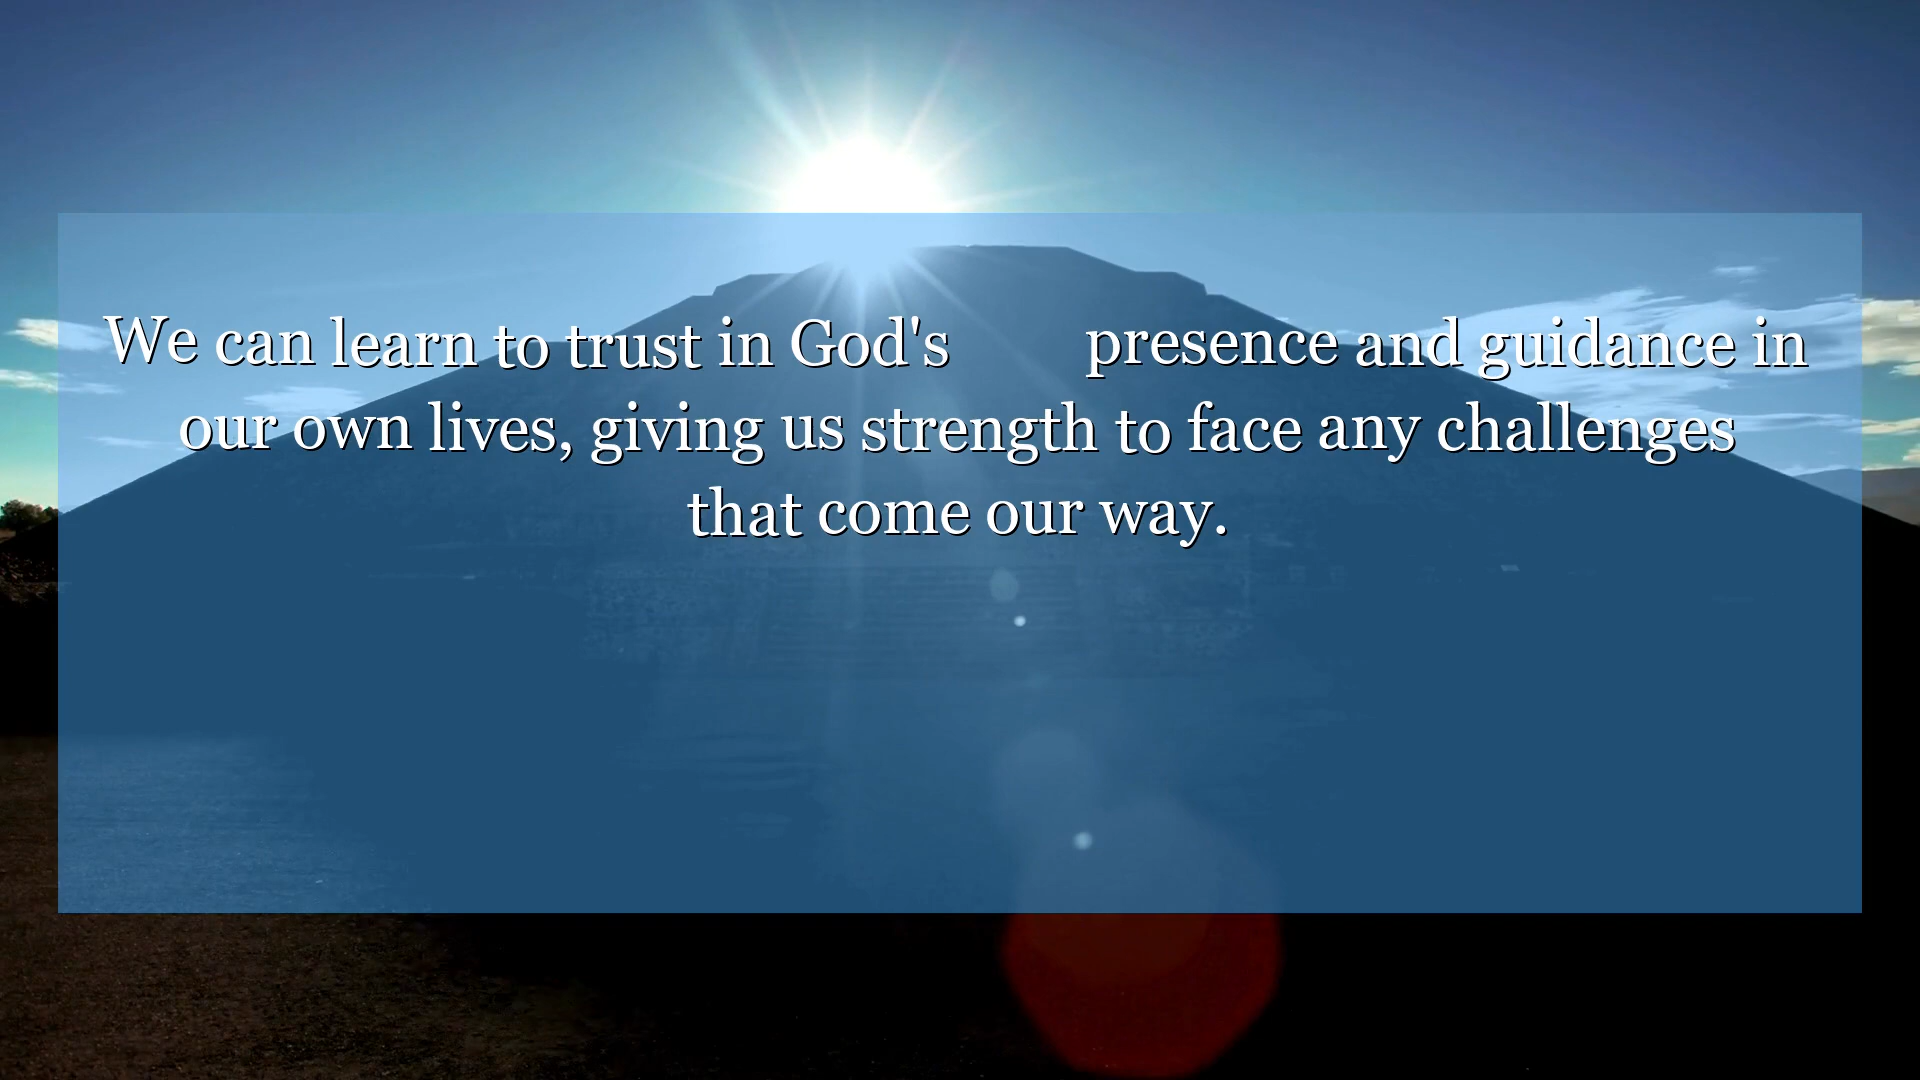 We can learn to trust in God's presence and guidance in
our own lives, giving us strength to face any challenges
that come our way.